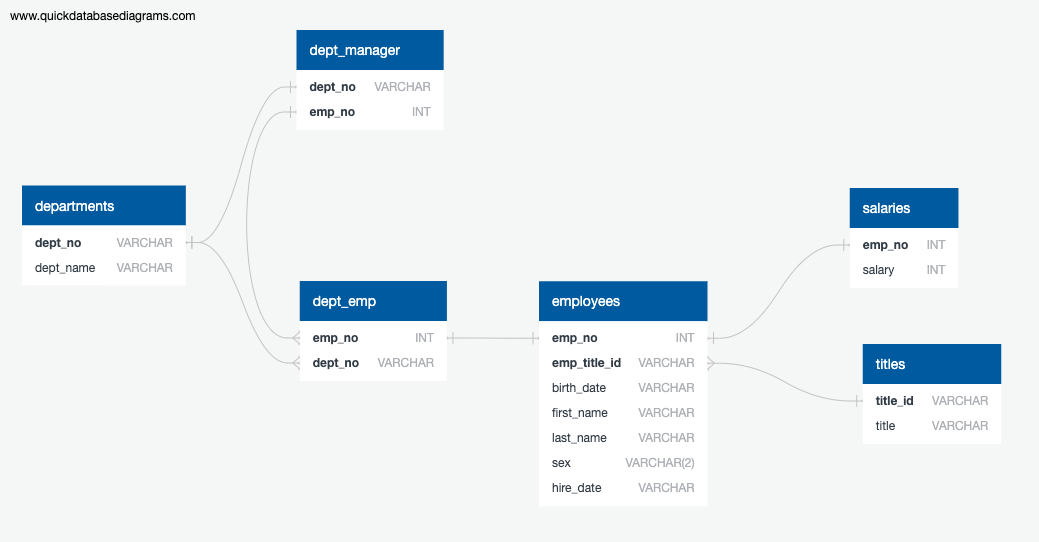 www.quickdatabasediagrams.com
dept_manager
dept_no VARCHAR
emp_no INT
departments
dept_no VARCHAR
dept_name VARCHAR
dept_emp
emp_no INT
dept_no VARCHAR
employees
emp_no INT
emp_title_id VARCHAR
birth_date VARCHAR
first_name VARCHAR
last_name VARCHAR
sex VARCHAR(2)
hire_date VARCHAR
salaries
emp_no INT
salary INT
titles
title_id VARCHAR
title VARCHAR